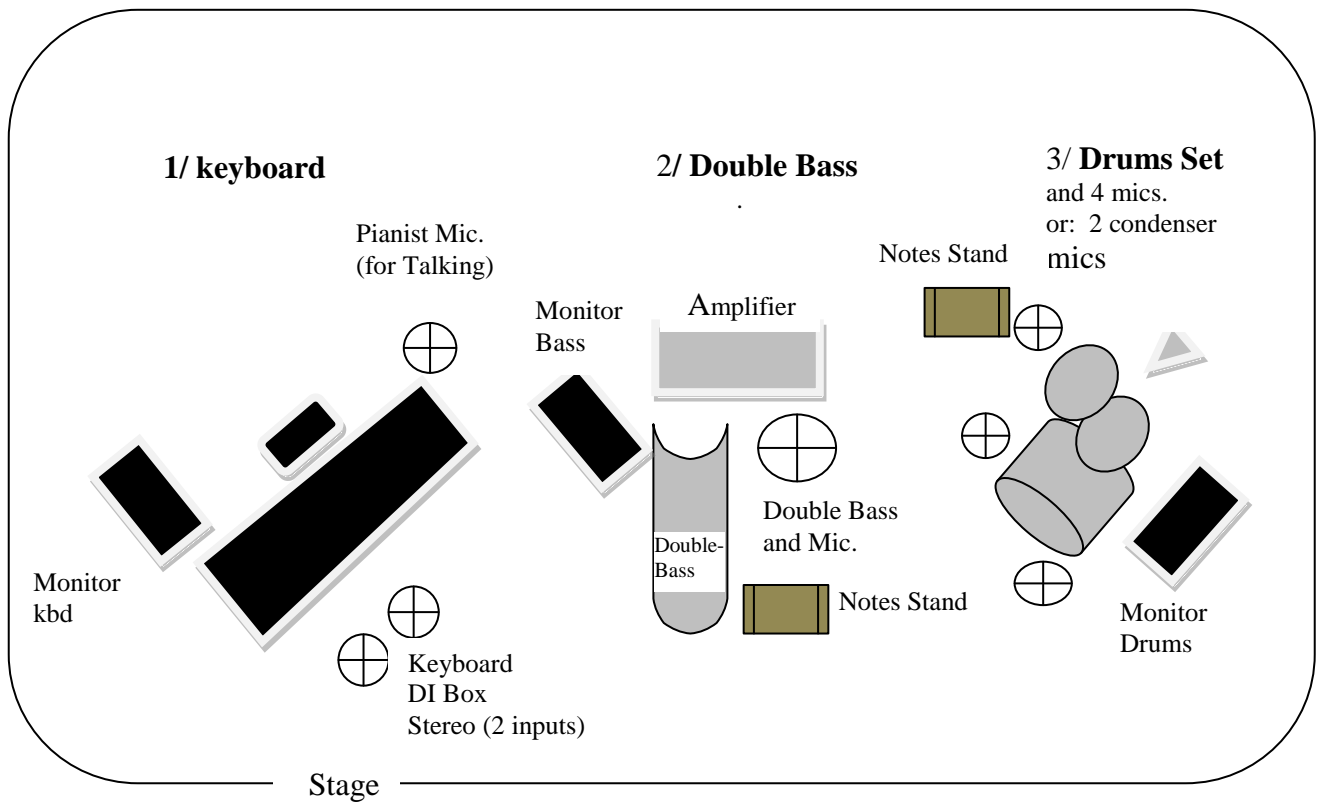 1/ keyboard
2/ Double Bass
.
3/ Drums Set
and 4 mics.
or:  2 condenser
mics
Pianist Mic.
(for Talking)
Notes Stand
Monitor
Bass
Amplifier
Double Bass
and Mic.
Double-
Bass
Notes Stand
Monitor
kbd
Monitor
Drums
Keyboard
DI Box
Stereo (2 inputs)
Stage